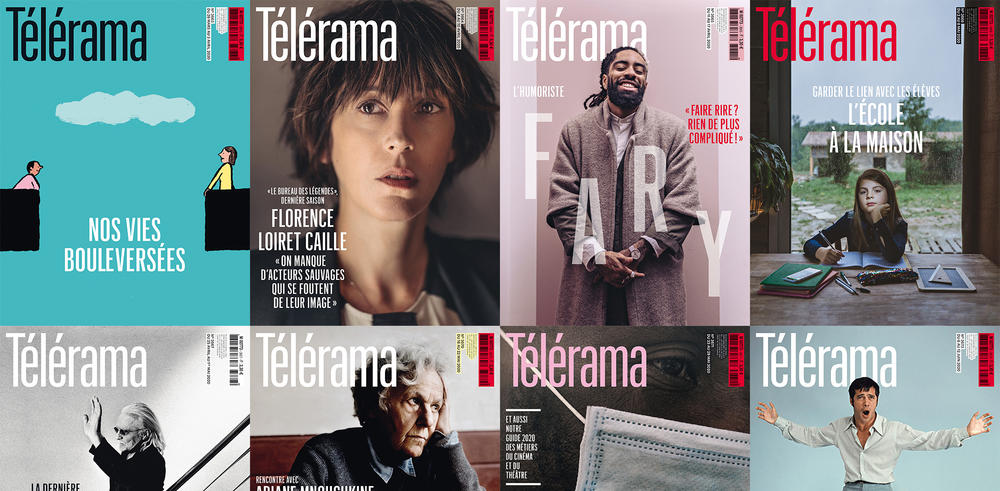 Télérama
NOS VIES
BOULEVERSÉES
Télérama
« LE BUREAU DES LÉGENDES »,
DERNIÈRE SAISON
FLORENCE
LOIRET CAILLE
« ON MANQUE
D'ACTEURS SAUVAGES
QUI SE FOUTENT
DE LEUR IMAGE »
Télérama
L'HUMORISTE
FARY
« FAIRE RIRE ?
RIEN DE PLUS
COMPLIQUÉ ! »
Télérama
GARDER LE LIEN AVEC LES ÉLÈVES
L'ÉCOLE
À LA MAISON
Télérama
LA DERNIÈRE
Télérama
RENCONTRE AVEC
ARIANE MNOUCHKINE
Télérama
ET AUSSI
NOTRE
GUIDE 2020
DES MÉTIERS
DU CINÉMA
ET DU
THÉÂTRE
Télérama